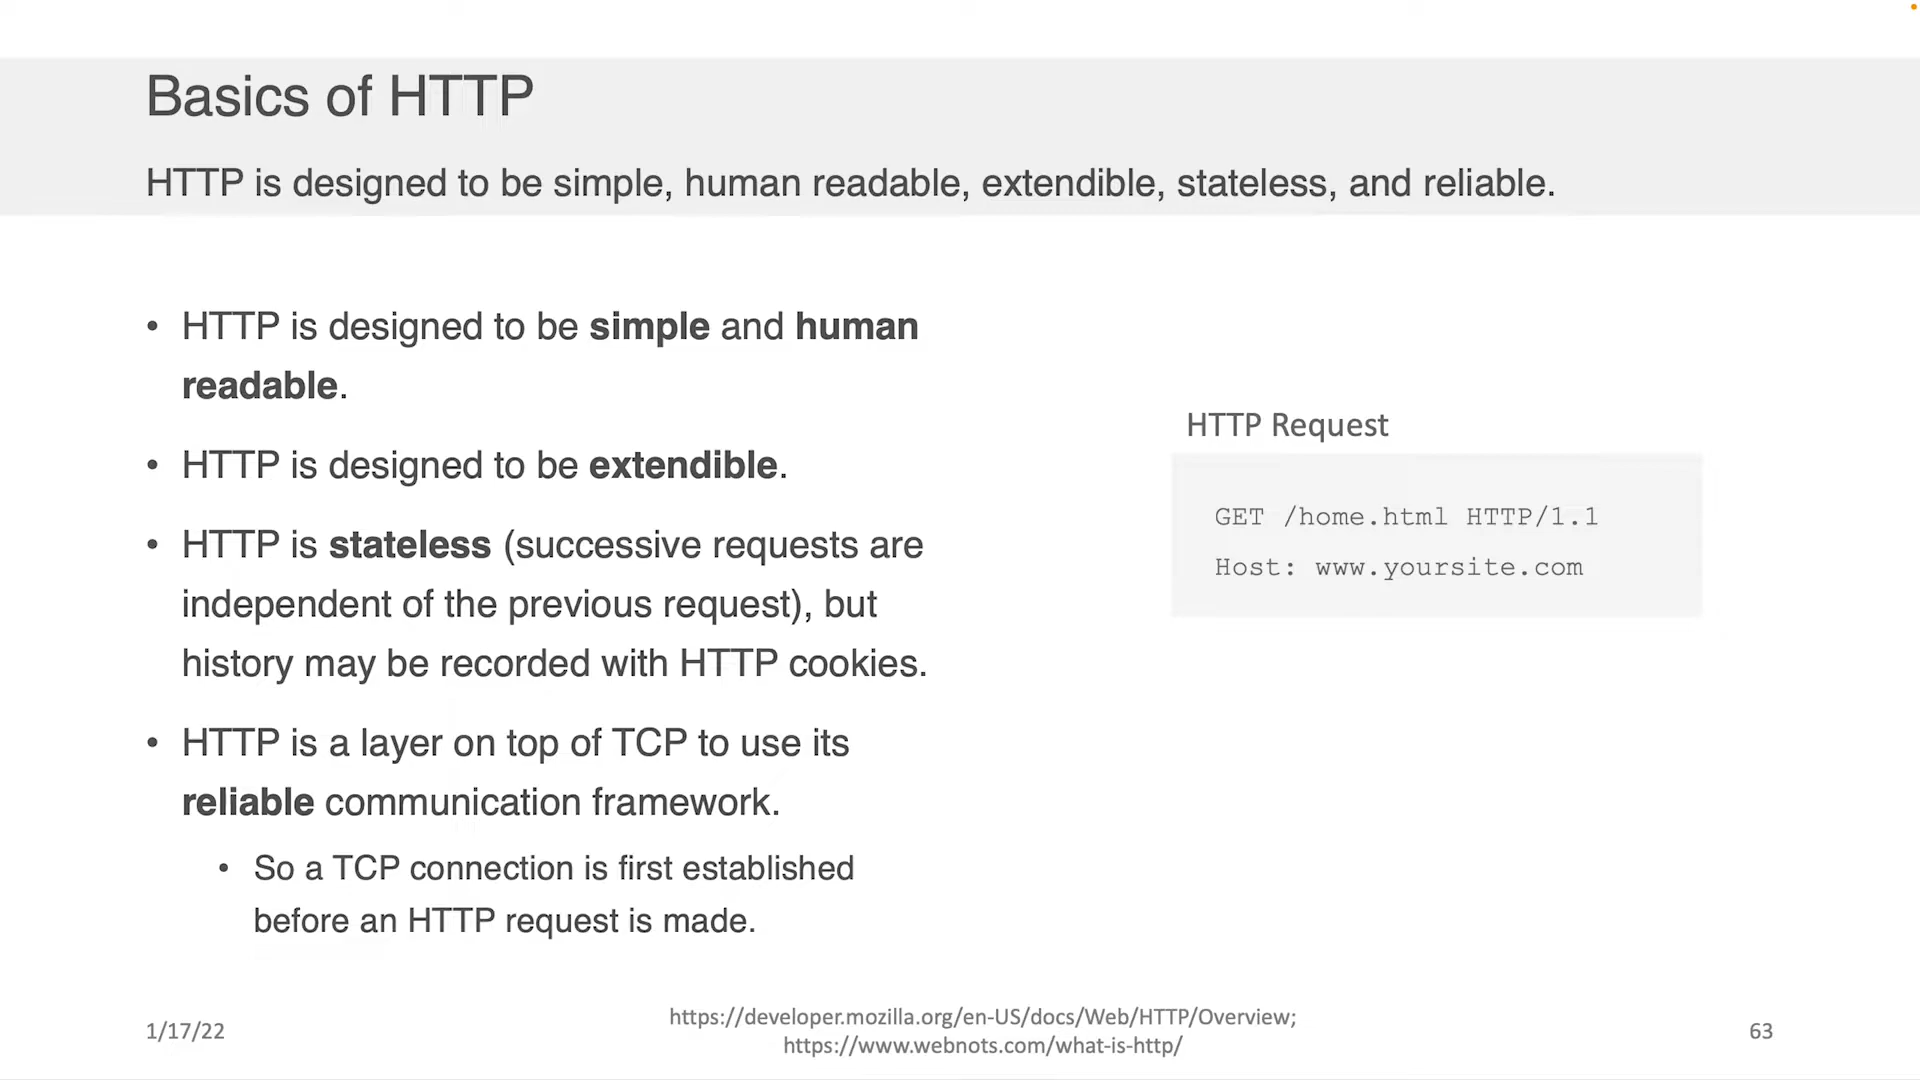 Basics of HTTP
HTTP is designed to be simple, human readable, extendible, stateless, and reliable.
• HTTP is designed to be simple and human
readable.
• HTTP is designed to be extendible.
• HTTP is stateless (successive requests are
independent of the previous request), but
history may be recorded with HTTP cookies.
• HTTP is a layer on top of TCP to use its
reliable communication framework.
• So a TCP connection is first established
before an HTTP request is made.
HTTP Request
GET /home.html HTTP/1.1
Host: www.yoursite.com
1/17/22
https://developer.mozilla.org/en-US/docs/Web/HTTP/Overview;
https://www.webnots.com/what-is-http/
63